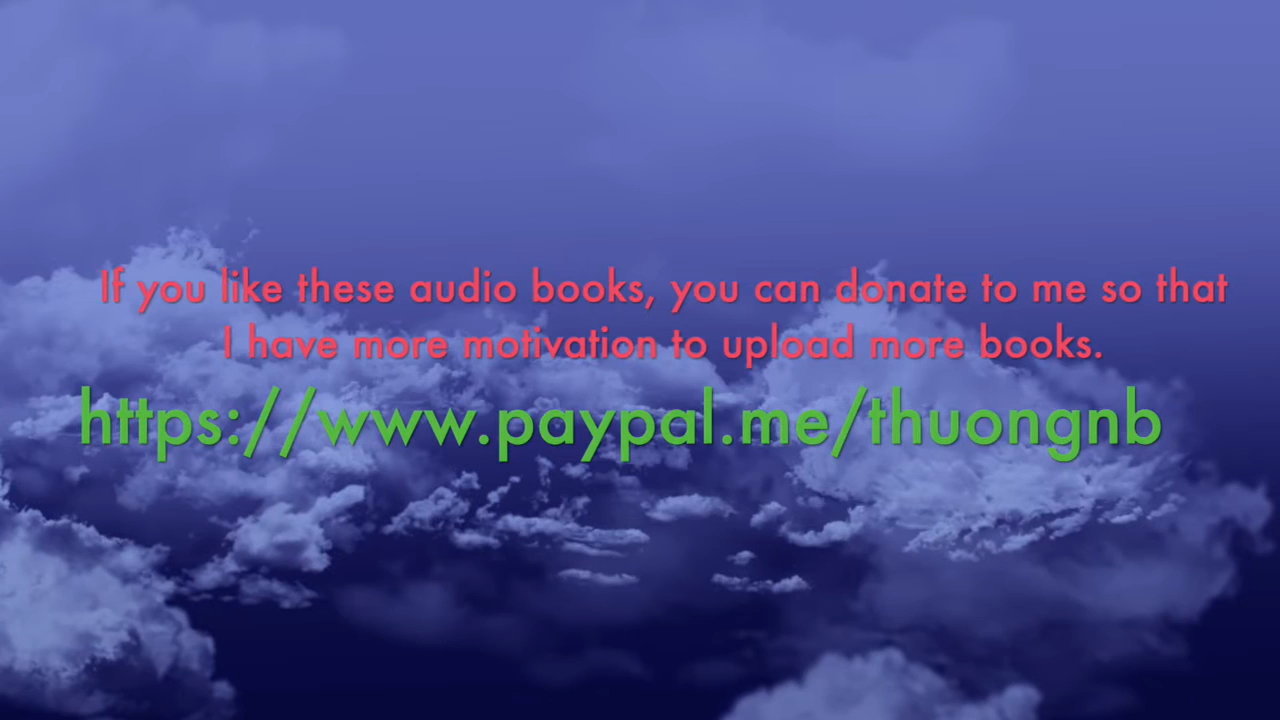 If you like these audio books, you can donate to me so that
I have more motivation to upload more books.
https://www.paypal.me/thuongnb